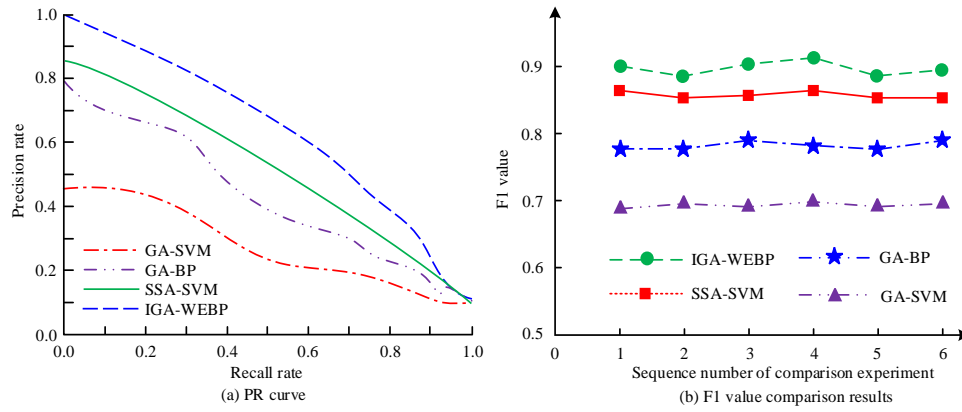 1.0
0.8
0.6
0.4
0.2
0.0
Precision rate
GA-SVM
GA-BP
SSA-SVM
IGA-WEBP
0.0 0.2 0.4 0.6 0.8 1.0
Recall rate
(a) PR curve
0.9
0.8
0.7
0.6
0.5
F1 value
IGA-WEBP GA-BP
SSA-SVM GA-SVM
0 1 2 3 4 5 6
Sequence number of comparison experiment
(b) F1 value comparison results